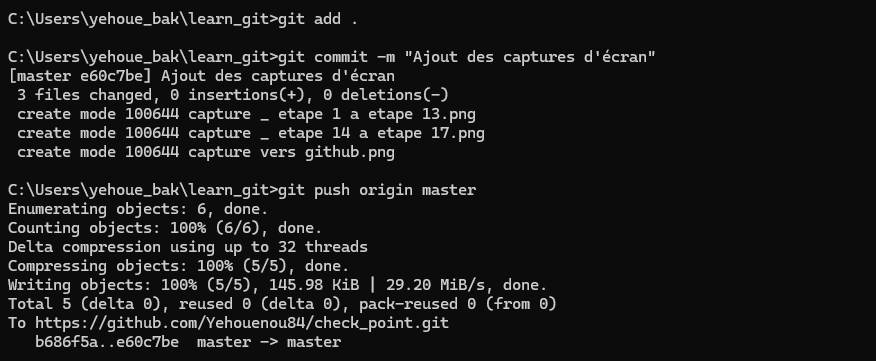 C:\Users\yehoue_bak\learn_git>git add .
C:\Users\yehoue_bak\learn_git>git commit -m "Ajout des captures d'écran"
[master e60c7be] Ajout des captures d'écran
 3 files changed, 0 insertions(+), 0 deletions(-)
 create mode 100644 capture _ etape 1 a etape 13.png
 create mode 100644 capture _ etape 14 a etape 17.png
 create mode 100644 capture vers github.png
C:\Users\yehoue_bak\learn_git>git push origin master
Enumerating objects: 6, done.
Counting objects: 100% (6/6), done.
Delta compression using up to 32 threads
Compressing objects: 100% (5/5), done.
Writing objects: 100% (5/5), 145.98 KiB | 29.20 MiB/s, done.
Total 5 (delta 0), reused 0 (delta 0), pack-reused 0 (from 0)
To https://github.com/Yehouenou84/check_point.git
   b686f5a..e60c7be  master -> master